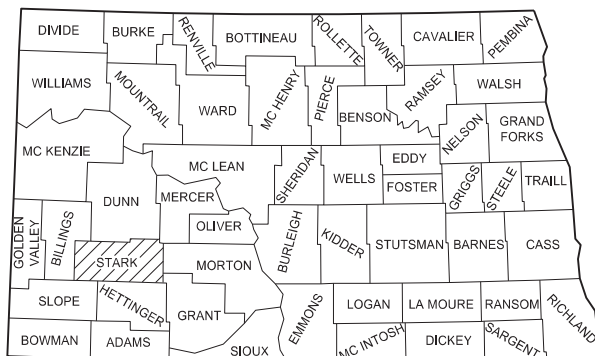 DIVIDE
BURKE
RENVILLE
BOTTINEAU
ROLLETTE
TOWNER
CAVALIER
PEMBINA
WILLIAMS
MOUNTRAIL
WARD
MC HENRY
PIERCE
BENSON
RAMSEY
WALSH
NELSON
GRAND
FORKS
MC KENZIE
DUNN
MC LEAN
MERCER
OLIVER
SHERIDAN
WELLS
EDDY
FOSTER
GRIGGS
STEELE
TRAILL
GOLDEN
VALLEY
BILLINGS
STARK
MORTON
BURLEIGH
KIDDER
STUTSMAN
BARNES
CASS
SLOPE
HETTINGER
GRANT
EMMONS
LOGAN
LA MOURE
RANSOM
RICHLAND
BOWMAN
ADAMS
SIOUX
MC INTOSH
DICKEY
SARGENT